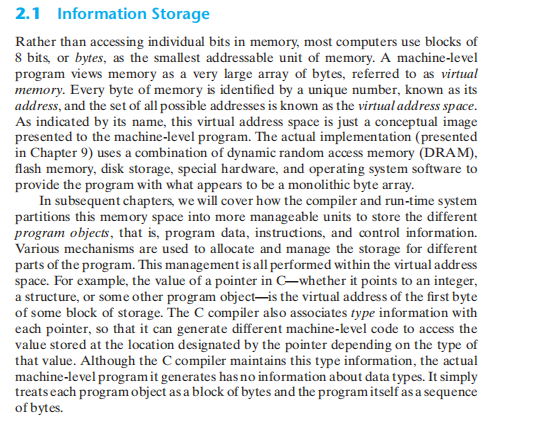 2.1 Information Storage
Rather than accessing individual bits in memory, most computers use blocks of
8 bits, or bytes, as the smallest addressable unit of memory. A machine-level
program views memory as a very large array of bytes, referred to as virtual
memory. Every byte of memory is identified by a unique number, known as its
address, and the set of all possible addresses is known as the virtual address space.
As indicated by its name, this virtual address space is just a conceptual image
presented to the machine-level program. The actual implementation (presented
in Chapter 9) uses a combination of dynamic random access memory (DRAM),
flash memory, disk storage, special hardware, and operating system software to
provide the program with what appears to be a monolithic byte array.
In subsequent chapters, we will cover how the compiler and run-time system
partitions this memory space into more manageable units to store the different
program objects, that is, program data, instructions, and control information.
Various mechanisms are used to allocate and manage the storage for different
parts of the program. This management is all performed within the virtual address
space. For example, the value of a pointer in C—whether it points to an integer,
a structure, or some other program object—is the virtual address of the first byte
of some block of storage. The C compiler also associates type information with
each pointer, so that it can generate different machine-level code to access the
value stored at the location designated by the pointer depending on the type of
that value. Although the C compiler maintains this type information, the actual
machine-level program it generates has no information about data types. It simply
treats each program object as a block of bytes and the program itself as a sequence
of bytes.